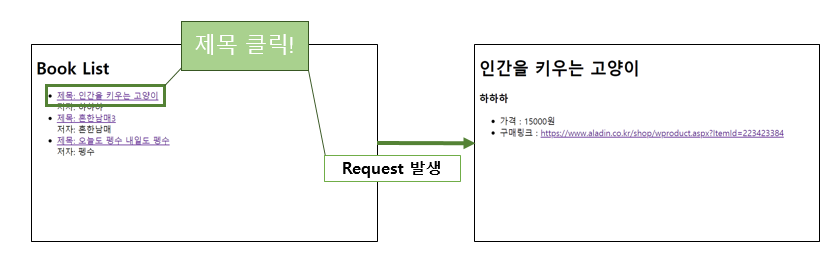 제목 클릭!
Book List
제목: 인간을 키우는 고양이
저자: 하하하
제목: 흔한남매3
저자: 흔한남매
제목: 오늘도 펭수 내일도 펭수
저자: 펭수
Request 발생
인간을 키우는 고양이
하하하
가격 : 15000원
구매링크 : https://www.aladin.co.kr/shop/wproduct.aspx?ItemId=223423384